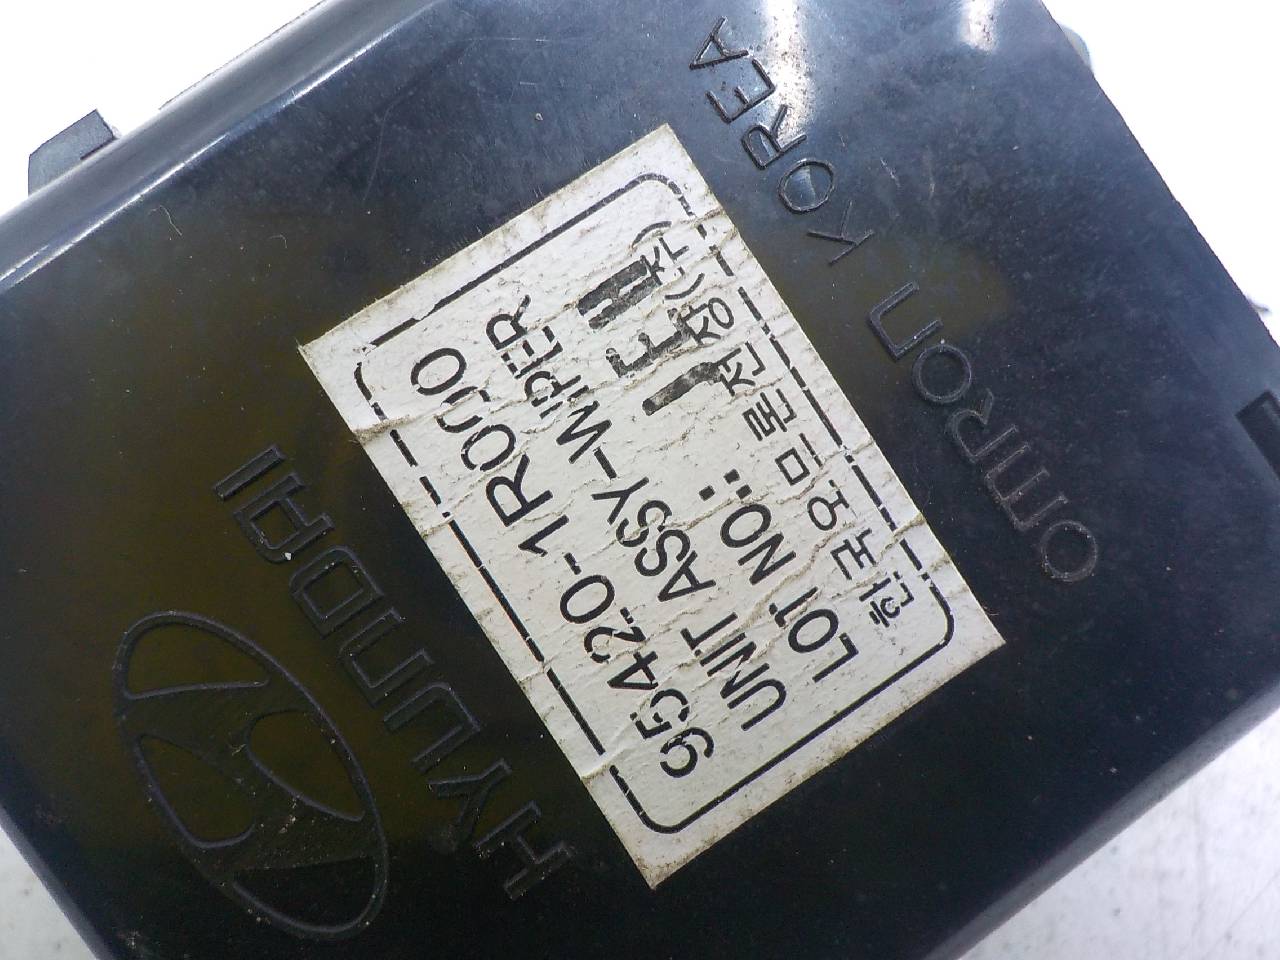 HYUNDAI
95420-1R000
UNIT ASSY-WIPER
LOT NO.:
한국오므론전장(주)
OMRON KOREA